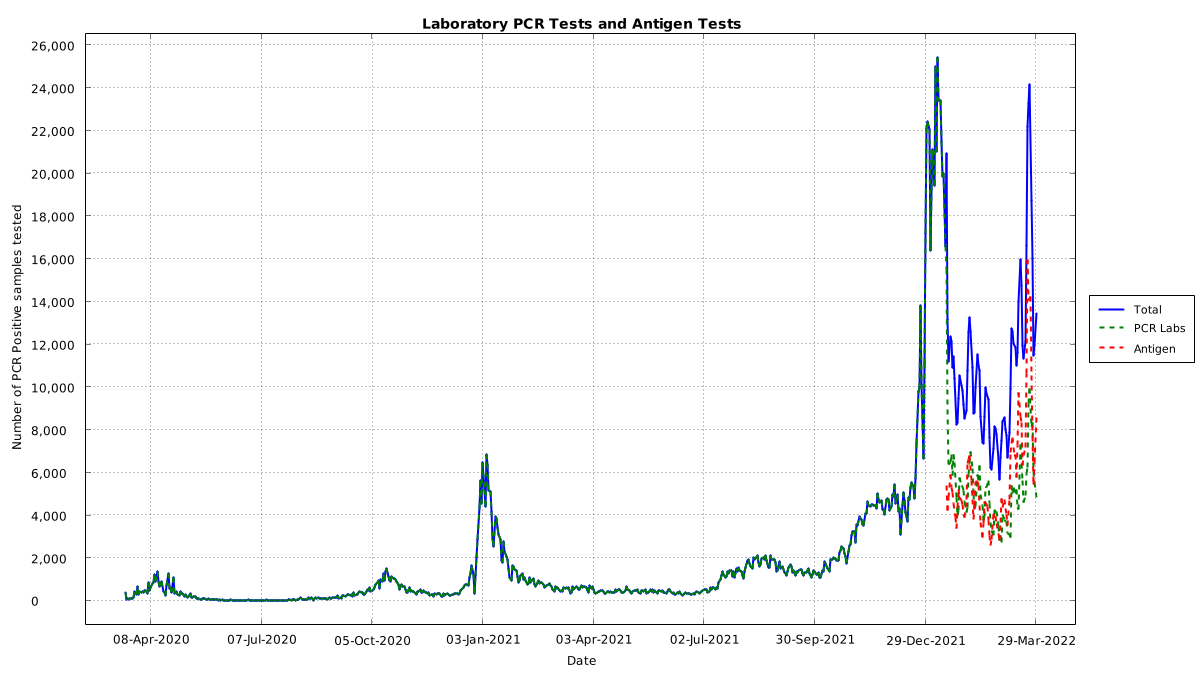 Laboratory PCR Tests and Antigen Tests
26,000
24,000
22,000
20,000
18,000
16,000
14,000
12,000
10,000
8,000
6,000
4,000
2,000
0
Number of PCR Positive samples tested
08-Apr-2020
07-Jul-2020
05-Oct-2020
03-Jan-2021
03-Apr-2021
02-Jul-2021
30-Sep-2021
29-Dec-2021
29-Mar-2022
Date
Total
PCR Labs
Antigen